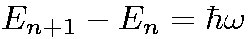 $E_{n+1} - E_n = \hbar\omega$